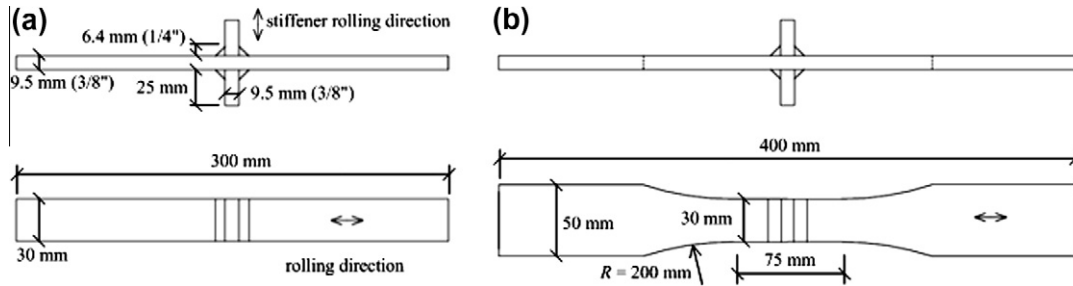 (a)
stiffener rolling direction
6.4 mm (1/4")
9.5 mm (3/8")
25 mm
9.5 mm (3/8")
300 mm
30 mm
rolling direction
(b)
400 mm
50 mm
30 mm
R = 200 mm
75 mm